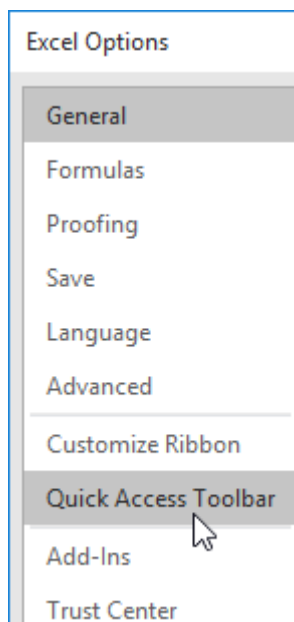 Excel Options
General
Formulas
Proofing
Save
Language
Advanced
Customize Ribbon
Quick Access Toolbar
Add-Ins
Trust Center